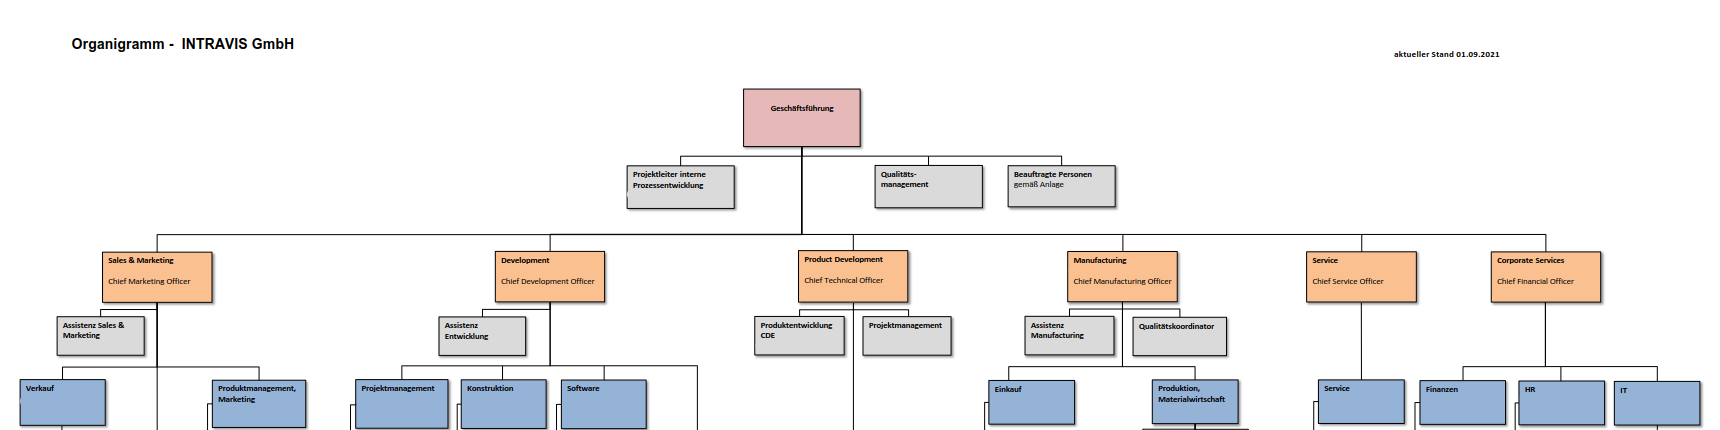 Organigramm - INTRAVIS GmbH
aktueller Stand 01.09.2021
Geschäftsführung
Projektleiter interne
Prozessentwicklung
Qualitäts-
management
Beauftragte Personen
gemäß Anlage
Sales & Marketing
Chief Marketing Officer
Development
Chief Development Officer
Product Development
Chief Technical Officer
Manufacturing
Chief Manufacturing Officer
Service
Chief Service Officer
Corporate Services
Chief Financial Officer
Assistenz Sales &
Marketing
Assistenz
Entwicklung
Produktentwicklung
CDE
Projektmanagement
Assistenz
Manufacturing
Qualitätskoordinator
Verkauf
Produktmanagement,
Marketing
Projektmanagement
Konstruktion
Software
Einkauf
Produktion,
Materialwirtschaft
Service
Finanzen
HR
IT